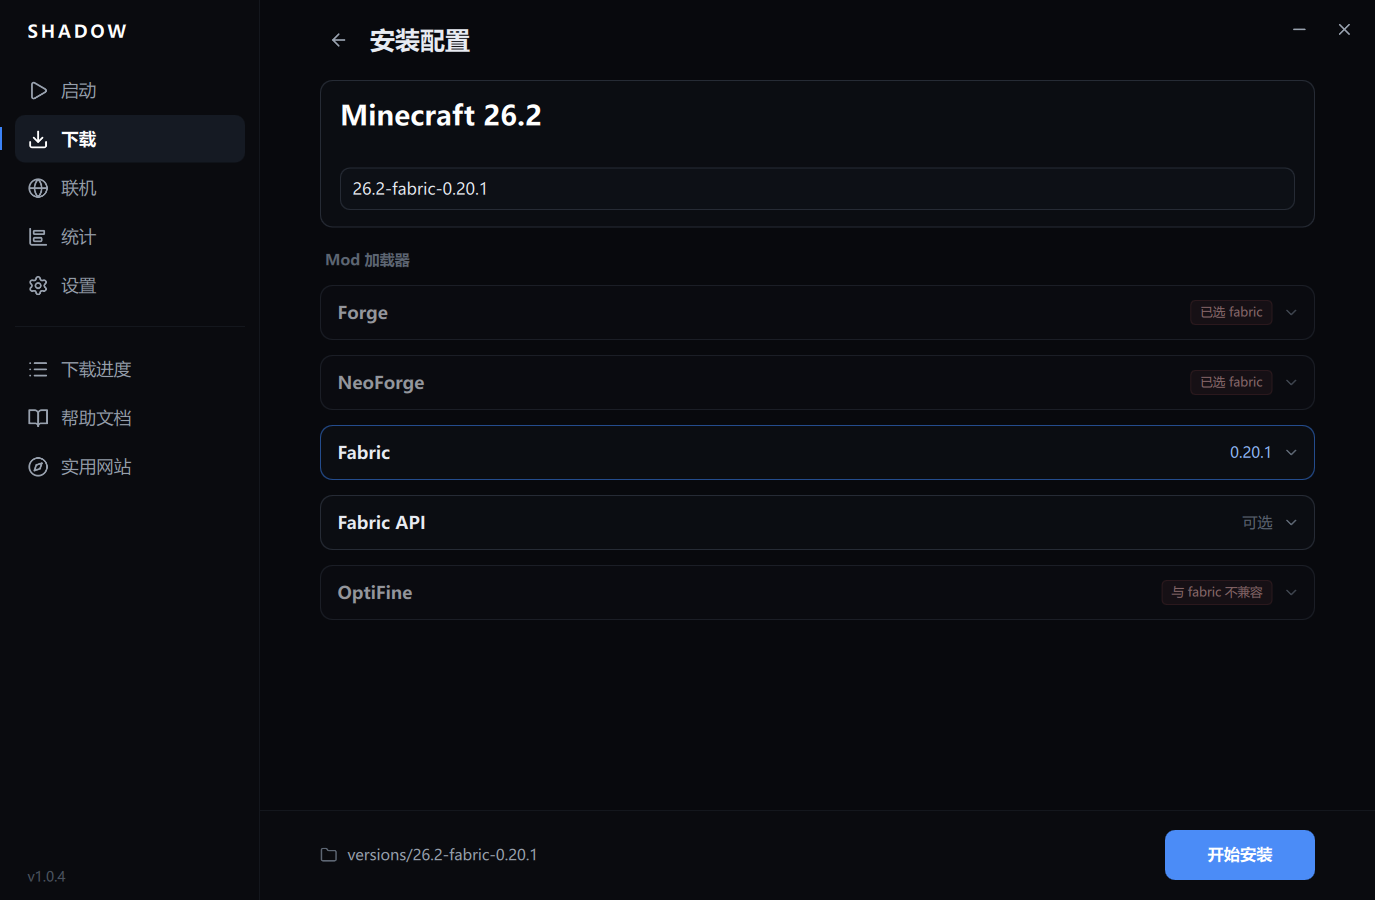 SHADOW
启动
下载
联机
统计
设置
下载进度
帮助文档
实用网站
v1.0.4
安装配置
Minecraft 26.2
26.2-fabric-0.20.1
Mod 加载器
Forge 已选 fabric
NeoForge 已选 fabric
Fabric 0.20.1
Fabric API 可选
OptiFine 与 fabric 不兼容
versions/26.2-fabric-0.20.1
开始安装